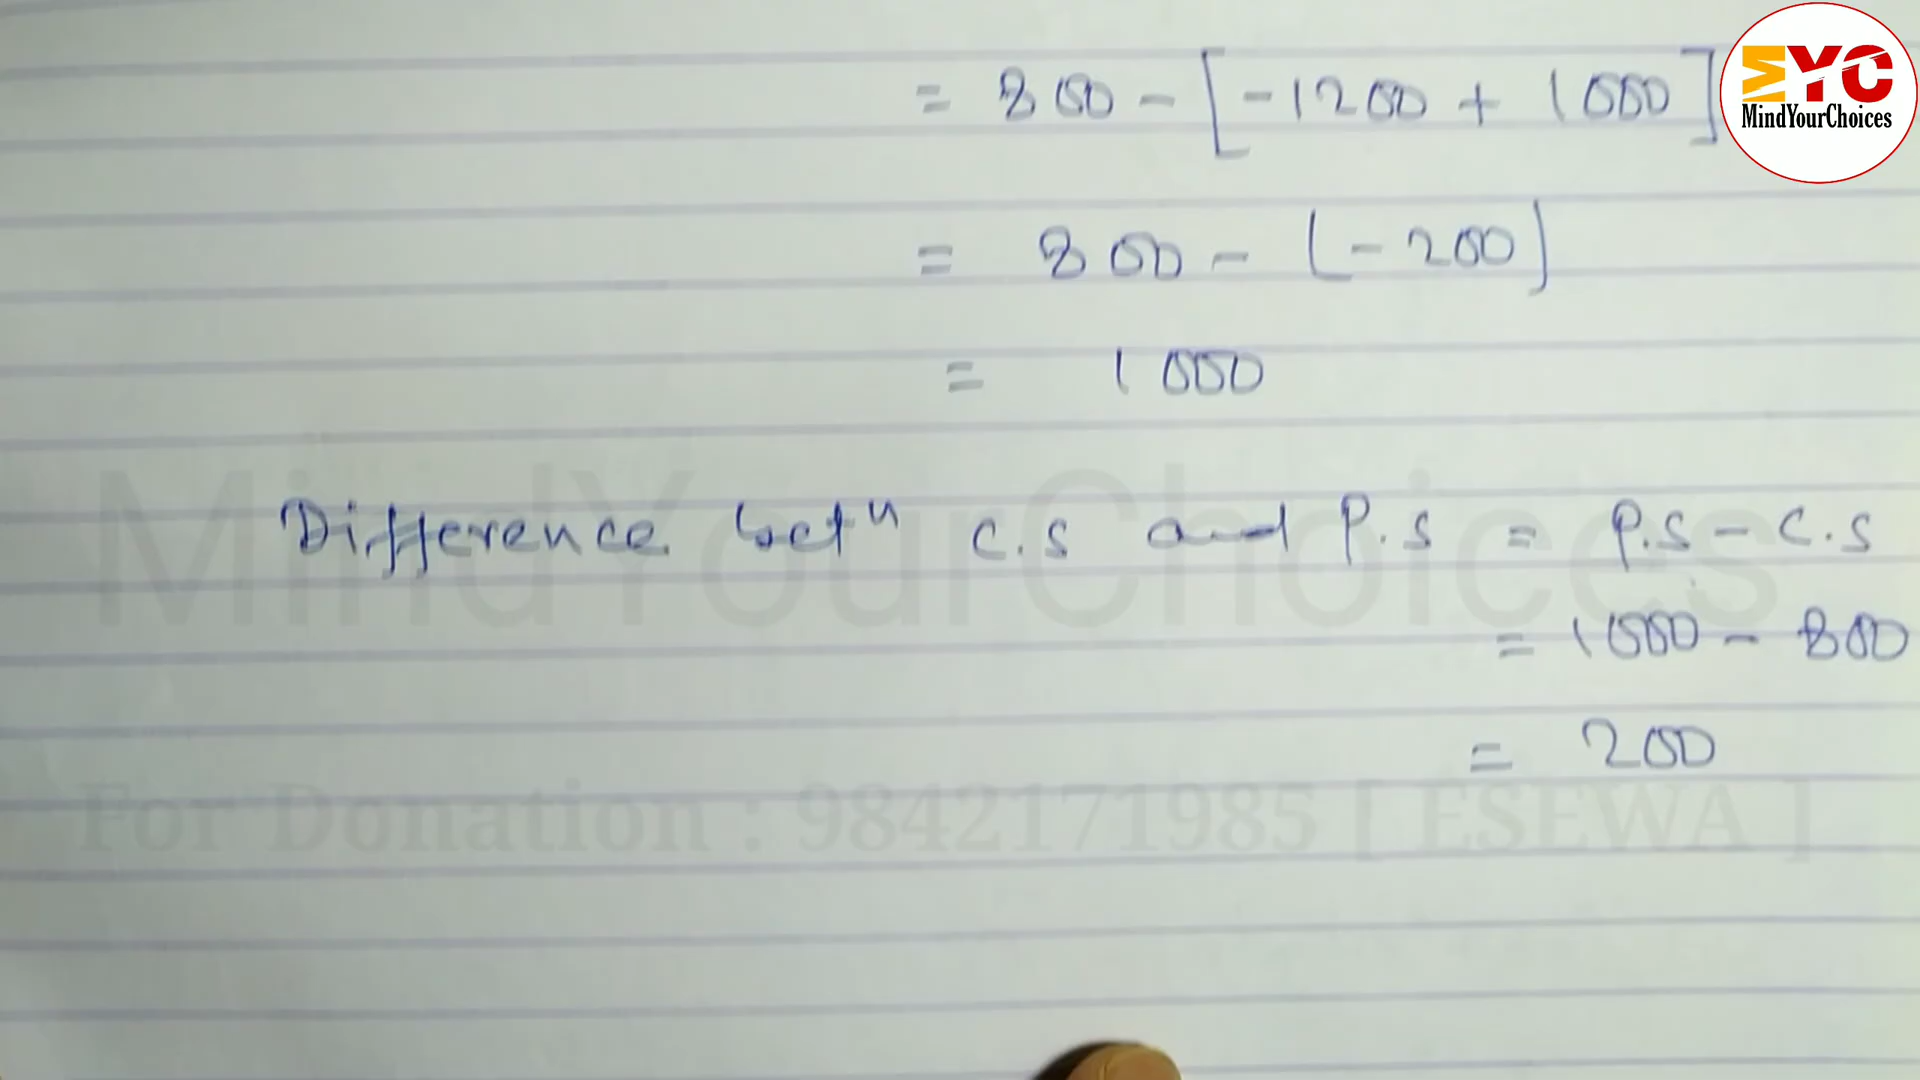 = 800 - [-1200 + 1000]
MYC
MindYourChoices
= 800 - (-200)
= 1000
MindYourChoices
Difference betⁿ C.S and P.S = P.S - C.S
= 1000 - 800
= 200
For Donation : 9842171985 [ ESEWA ]